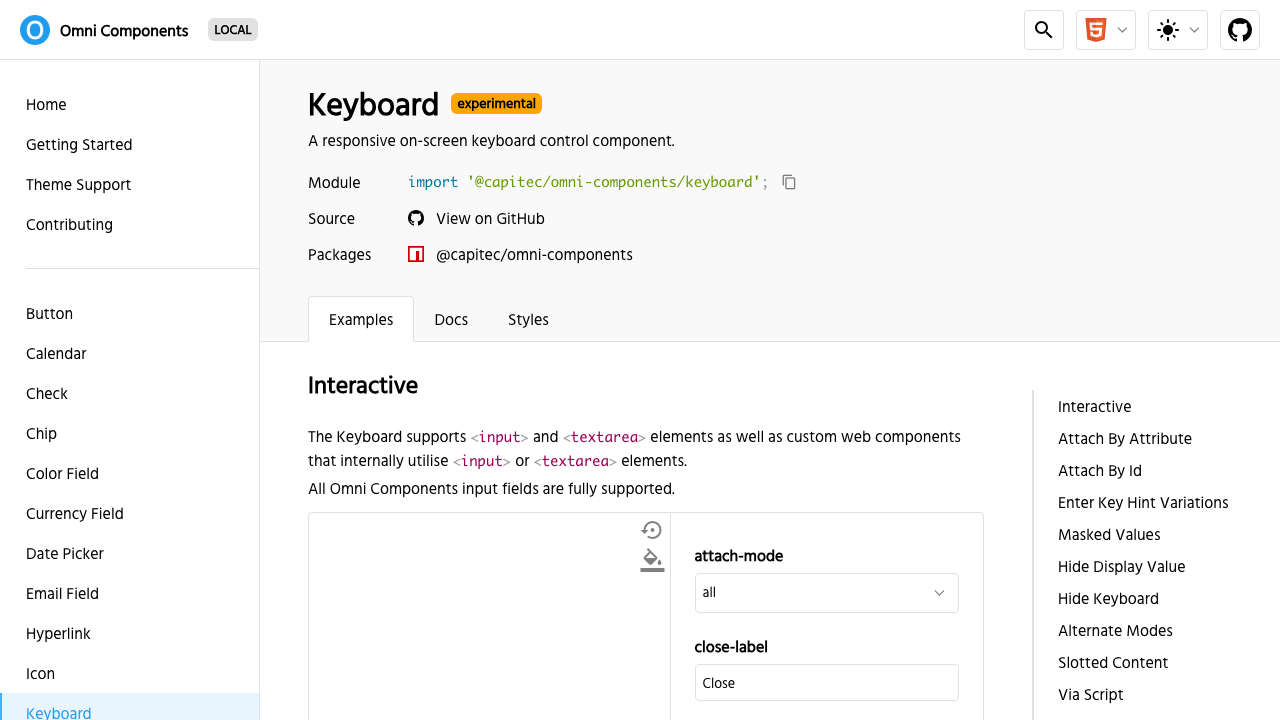 Omni Components LOCAL
Home
Getting Started
Theme Support
Contributing
Button
Calendar
Check
Chip
Color Field
Currency Field
Date Picker
Email Field
Hyperlink
Icon
Keyboard
Keyboard experimental
A responsive on-screen keyboard control component.
Module import '@capitec/omni-components/keyboard';
Source View on GitHub
Packages @capitec/omni-components
Examples Docs Styles
Interactive
The Keyboard supports <input> and <textarea> elements as well as custom web components
that internally utilise <input> or <textarea> elements.
All Omni Components input fields are fully supported.
attach-mode
all
close-label
Close
Interactive
Attach By Attribute
Attach By Id
Enter Key Hint Variations
Masked Values
Hide Display Value
Hide Keyboard
Alternate Modes
Slotted Content
Via Script